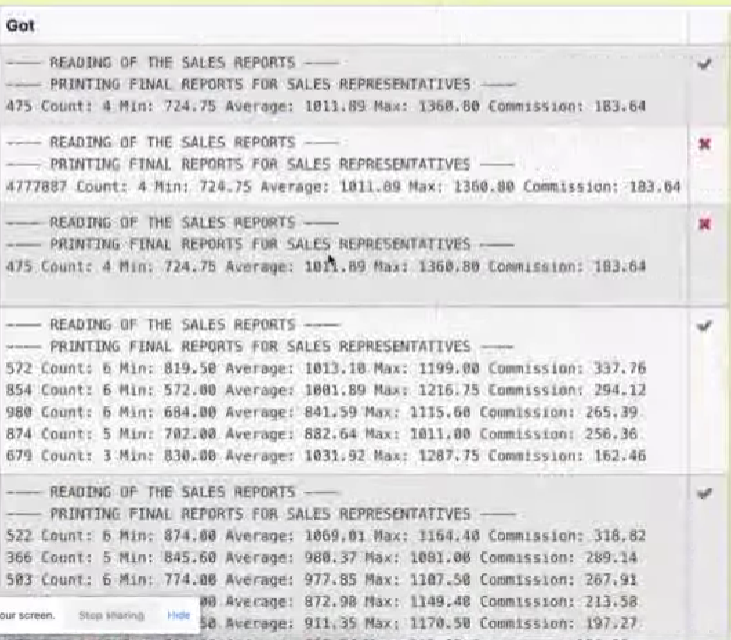 Got
---- READING OF THE SALES REPORTS ----
---- PRINTING FINAL REPORTS FOR SALES REPRESENTATIVES ----
475 Count: 4 Min: 724.75 Average: 1011.89 Max: 1360.80 Commission: 183.64
---- READING OF THE SALES REPORTS ----
---- PRINTING FINAL REPORTS FOR SALES REPRESENTATIVES ----
4777887 Count: 4 Min: 724.75 Average: 1011.89 Max: 1360.80 Commission: 183.64
---- READING OF THE SALES REPORTS ----
---- PRINTING FINAL REPORTS FOR SALES REPRESENTATIVES ----
475 Count: 4 Min: 724.75 Average: 1011.89 Max: 1360.80 Commission: 183.64
---- READING OF THE SALES REPORTS ----
---- PRINTING FINAL REPORTS FOR SALES REPRESENTATIVES ----
572 Count: 6 Min: 819.50 Average: 1013.10 Max: 1199.00 Commission: 337.76
854 Count: 6 Min: 572.00 Average: 1001.89 Max: 1216.75 Commission: 294.12
980 Count: 6 Min: 684.00 Average: 841.59 Max: 1115.60 Commission: 265.39
874 Count: 5 Min: 702.00 Average: 882.64 Max: 1011.00 Commission: 256.36
679 Count: 3 Min: 830.00 Average: 1031.92 Max: 1287.75 Commission: 162.46
---- READING OF THE SALES REPORTS ----
---- PRINTING FINAL REPORTS FOR SALES REPRESENTATIVES ----
522 Count: 6 Min: 874.00 Average: 1069.01 Max: 1164.40 Commission: 318.82
366 Count: 5 Min: 845.60 Average: 980.37 Max: 1081.00 Commission: 289.14
503 Count: 6 Min: 774.00 Average: 977.85 Max: 1107.50 Commission: 267.91
00 Average: 872.98 Max: 1149.40 Commission: 213.58
our screen. Stop sharing Hide
50 Average: 911.35 Max: 1170.50 Commission: 197.27